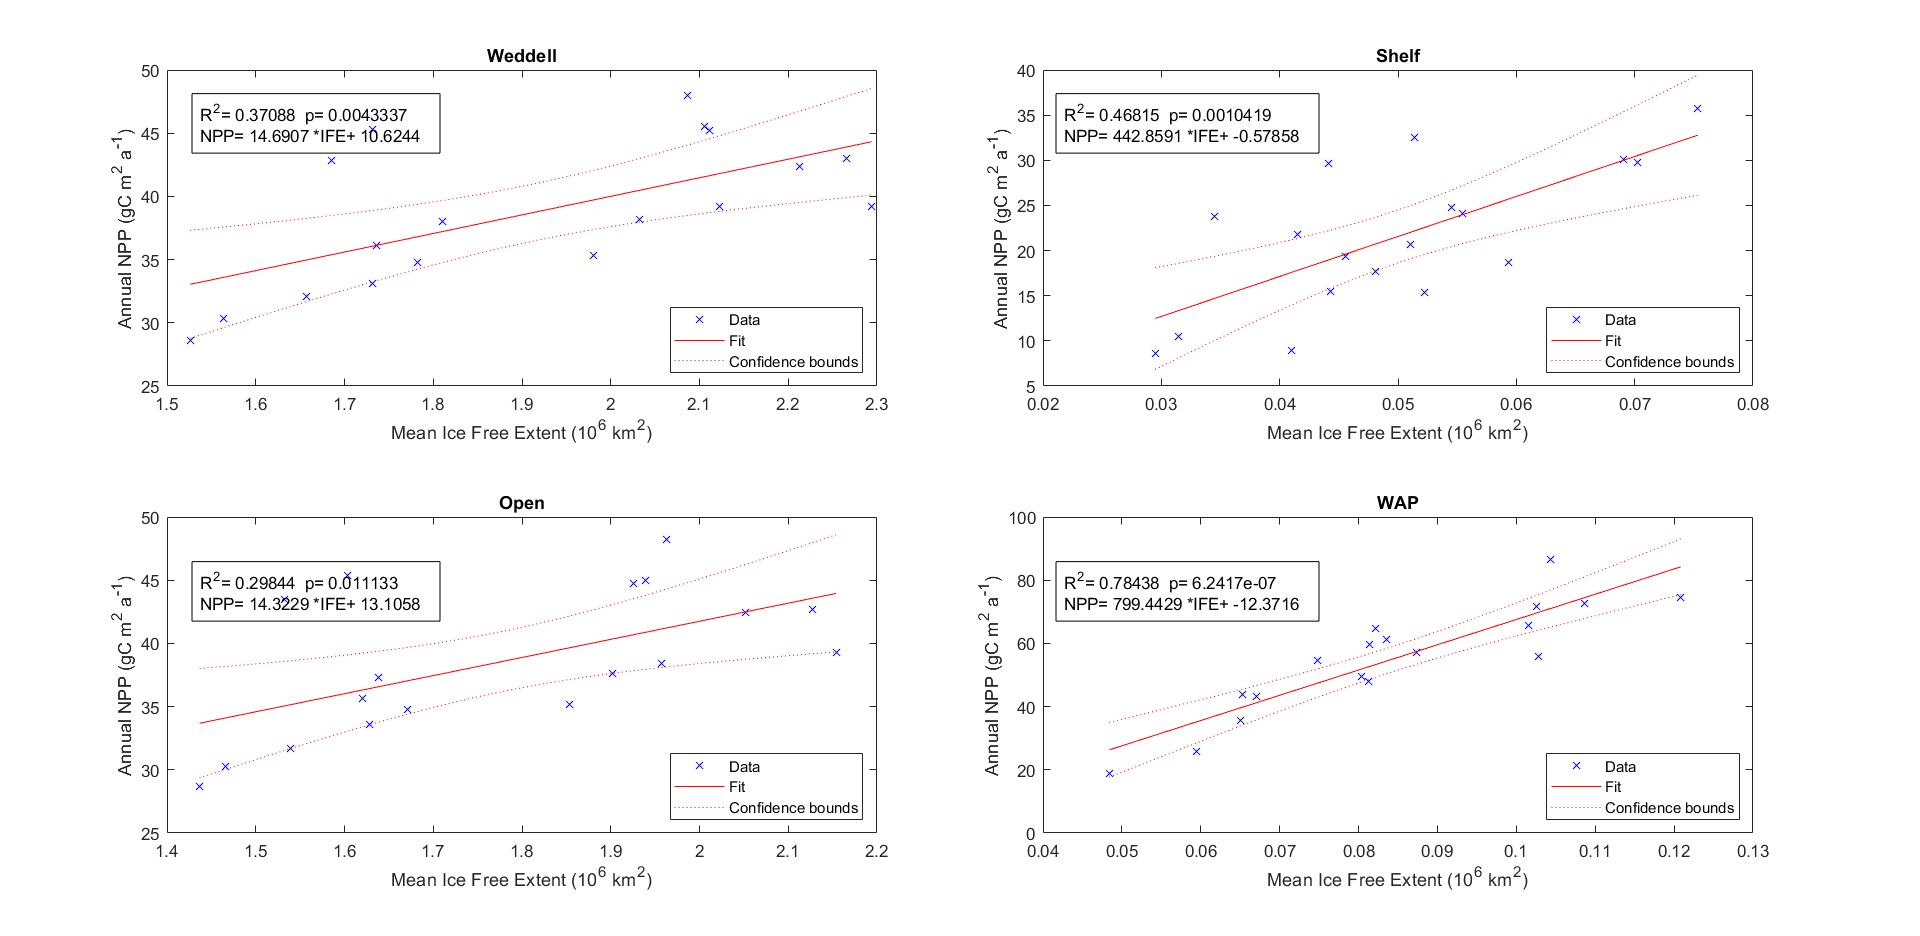 Weddell
50
45
40
35
30
25
Annual NPP (gC m² a⁻¹)
R²= 0.37088 p= 0.0043337
NPP= 14.6907 *IFE+ 10.6244
Data
Fit
Confidence bounds
1.5 1.6 1.7 1.8 1.9 2 2.1 2.2 2.3
Mean Ice Free Extent (10⁶ km²)
Shelf
40
35
30
25
20
15
10
5
Annual NPP (gC m² a⁻¹)
R²= 0.46815 p= 0.0010419
NPP= 442.8591 *IFE+ -0.57858
Data
Fit
Confidence bounds
0.02 0.03 0.04 0.05 0.06 0.07 0.08
Mean Ice Free Extent (10⁶ km²)
Open
50
45
40
35
30
25
Annual NPP (gC m² a⁻¹)
R²= 0.29844 p= 0.011133
NPP= 14.3229 *IFE+ 13.1058
Data
Fit
Confidence bounds
1.4 1.5 1.6 1.7 1.8 1.9 2 2.1 2.2
Mean Ice Free Extent (10⁶ km²)
WAP
100
80
60
40
20
0
Annual NPP (gC m² a⁻¹)
R²= 0.78438 p= 6.2417e-07
NPP= 799.4429 *IFE+ -12.3716
Data
Fit
Confidence bounds
0.04 0.05 0.06 0.07 0.08 0.09 0.1 0.11 0.12 0.13
Mean Ice Free Extent (10⁶ km²)